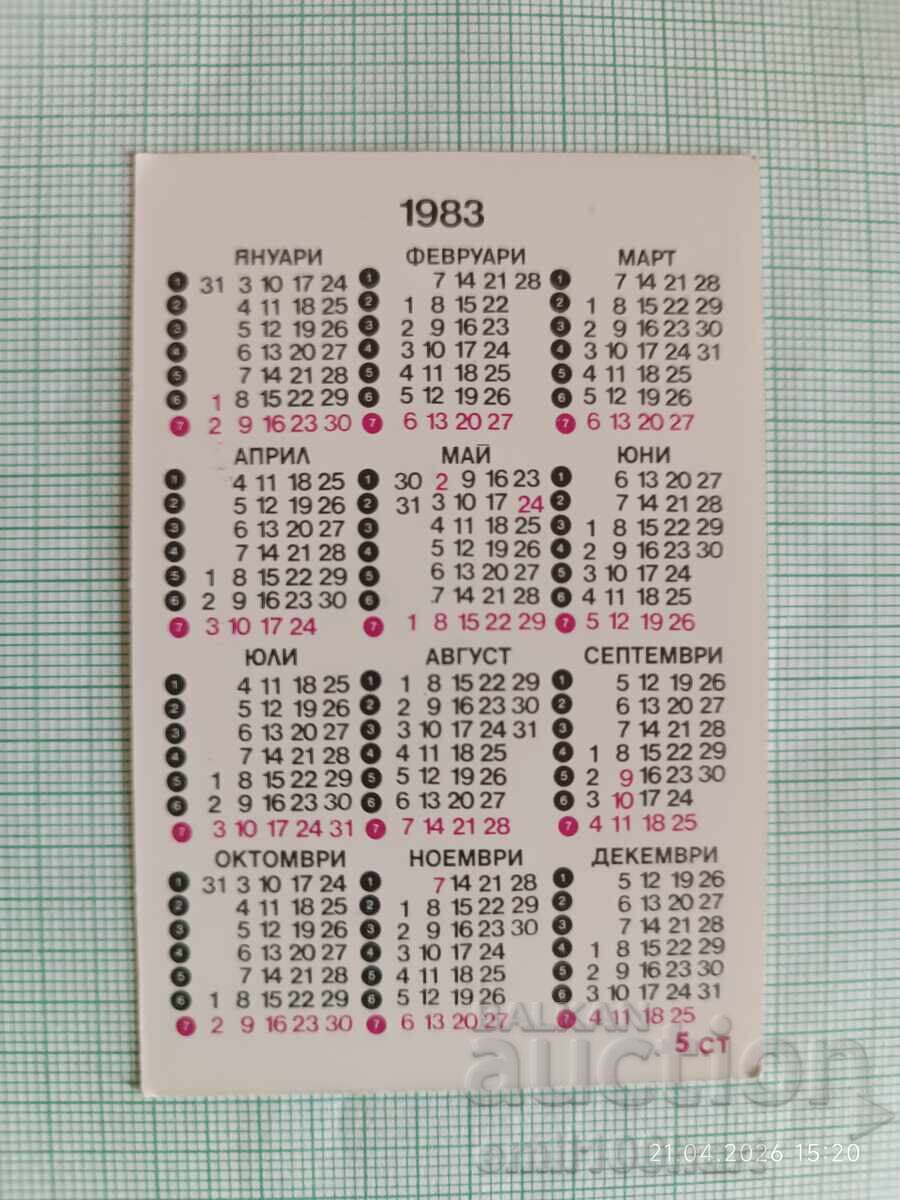 1983
ЯНУАРИ ФЕВРУАРИ МАРТ
1 31 3 10 17 24 1 7 14 21 28 1 7 14 21 28
2 4 11 18 25 2 1 8 15 22 2 1 8 15 22 29
3 5 12 19 26 3 2 9 16 23 3 2 9 16 23 30
4 6 13 20 27 4 3 10 17 24 4 3 10 17 24 31
5 7 14 21 28 5 4 11 18 25 5 4 11 18 25
6 1 8 15 22 29 6 5 12 19 26 6 5 12 19 26
7 2 9 16 23 30 7 6 13 20 27 7 6 13 20 27
АПРИЛ МАЙ ЮНИ
1 4 11 18 25 1 30 2 9 16 23 1 6 13 20 27
2 5 12 19 26 2 31 3 10 17 24 2 7 14 21 28
3 6 13 20 27 3 4 11 18 25 3 1 8 15 22 29
4 7 14 21 28 4 5 12 19 26 4 2 9 16 23 30
5 1 8 15 22 29 5 6 13 20 27 5 3 10 17 24
6 2 9 16 23 30 6 7 14 21 28 6 4 11 18 25
7 3 10 17 24 7 1 8 15 22 29 7 5 12 19 26
ЮЛИ АВГУСТ СЕПТЕМВРИ
1 4 11 18 25 1 1 8 15 22 29 1 5 12 19 26
2 5 12 19 26 2 2 9 16 23 30 2 6 13 20 27
3 6 13 20 27 3 3 10 17 24 31 3 7 14 21 28
4 7 14 21 28 4 4 11 18 25 4 1 8 15 22 29
5 1 8 15 22 29 5 5 12 19 26 5 2 9 16 23 30
6 2 9 16 23 30 6 6 13 20 27 6 3 10 17 24
7 3 10 17 24 31 7 7 14 21 28 7 4 11 18 25
ОКТОМВРИ НОЕМВРИ ДЕКЕМВРИ
1 31 3 10 17 24 1 7 14 21 28 1 5 12 19 26
2 4 11 18 25 2 1 8 15 22 29 2 6 13 20 27
3 5 12 19 26 3 2 9 16 23 30 3 7 14 21 28
4 6 13 20 27 4 3 10 17 24 4 1 8 15 22 29
5 7 14 21 28 5 4 11 18 25 5 2 9 16 23 30
6 1 8 15 22 29 6 5 12 19 26 6 3 10 17 24 31
7 2 9 16 23 30 7 6 13 20 27 7 4 11 18 25
5 СТ
BALKAN
auction
21.04.2026 15:20